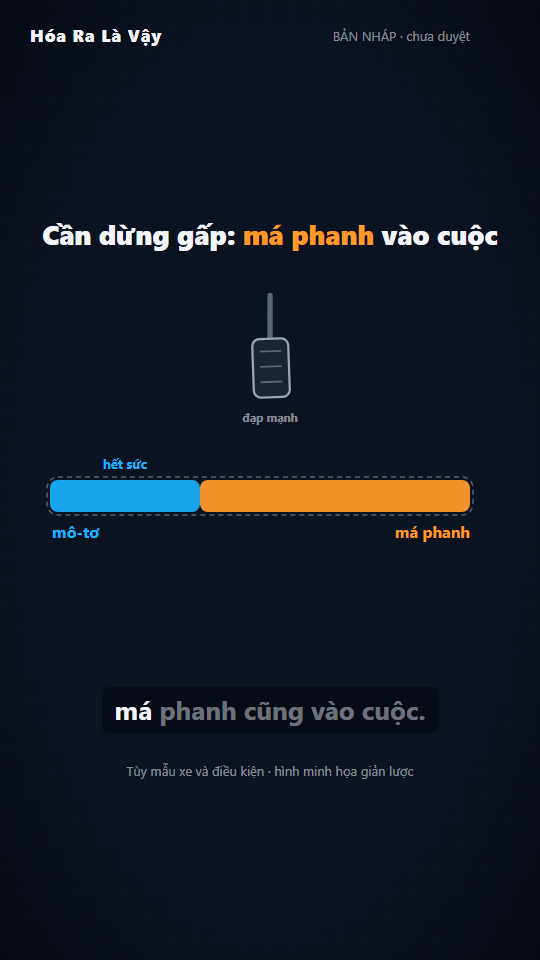 Hóa Ra Là Vậy
BẢN NHÁP · chưa duyệt
Cần dừng gấp: má phanh vào cuộc
đạp mạnh
hết sức
mô-tơ
má phanh
má phanh cũng vào cuộc.
Tùy mẫu xe và điều kiện · hình minh họa giản lược